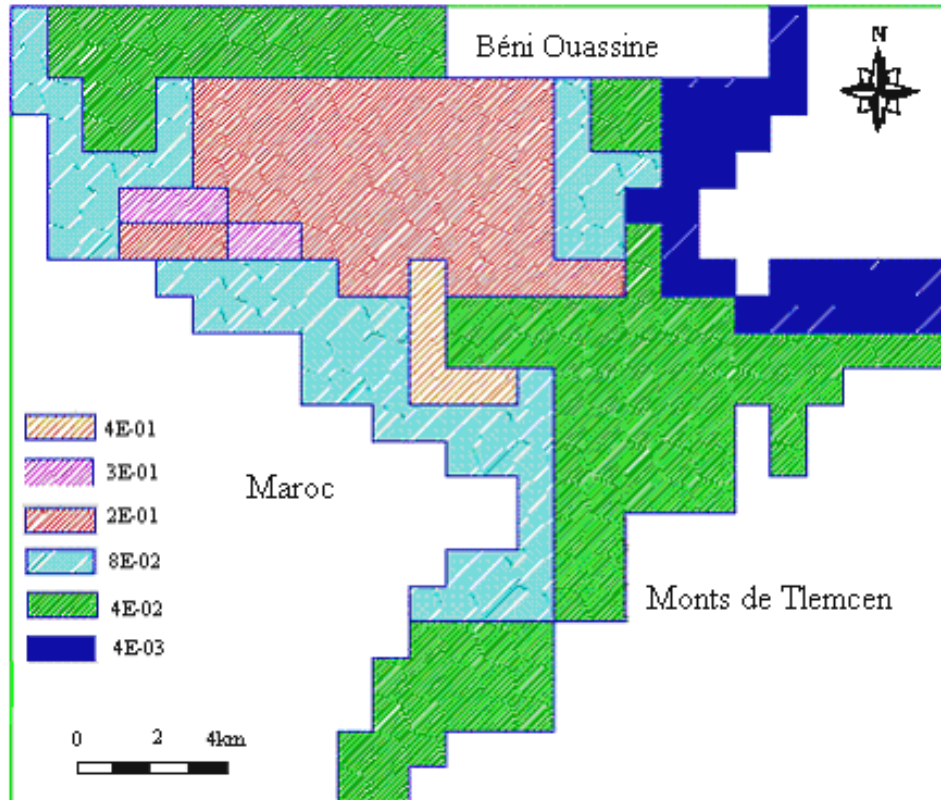 Béni Ouassine
N
4E-01
3E-01
Maroc
2E-01
8E-02
4E-02
Monts de Tlemcen
4E-03
0 2 4km